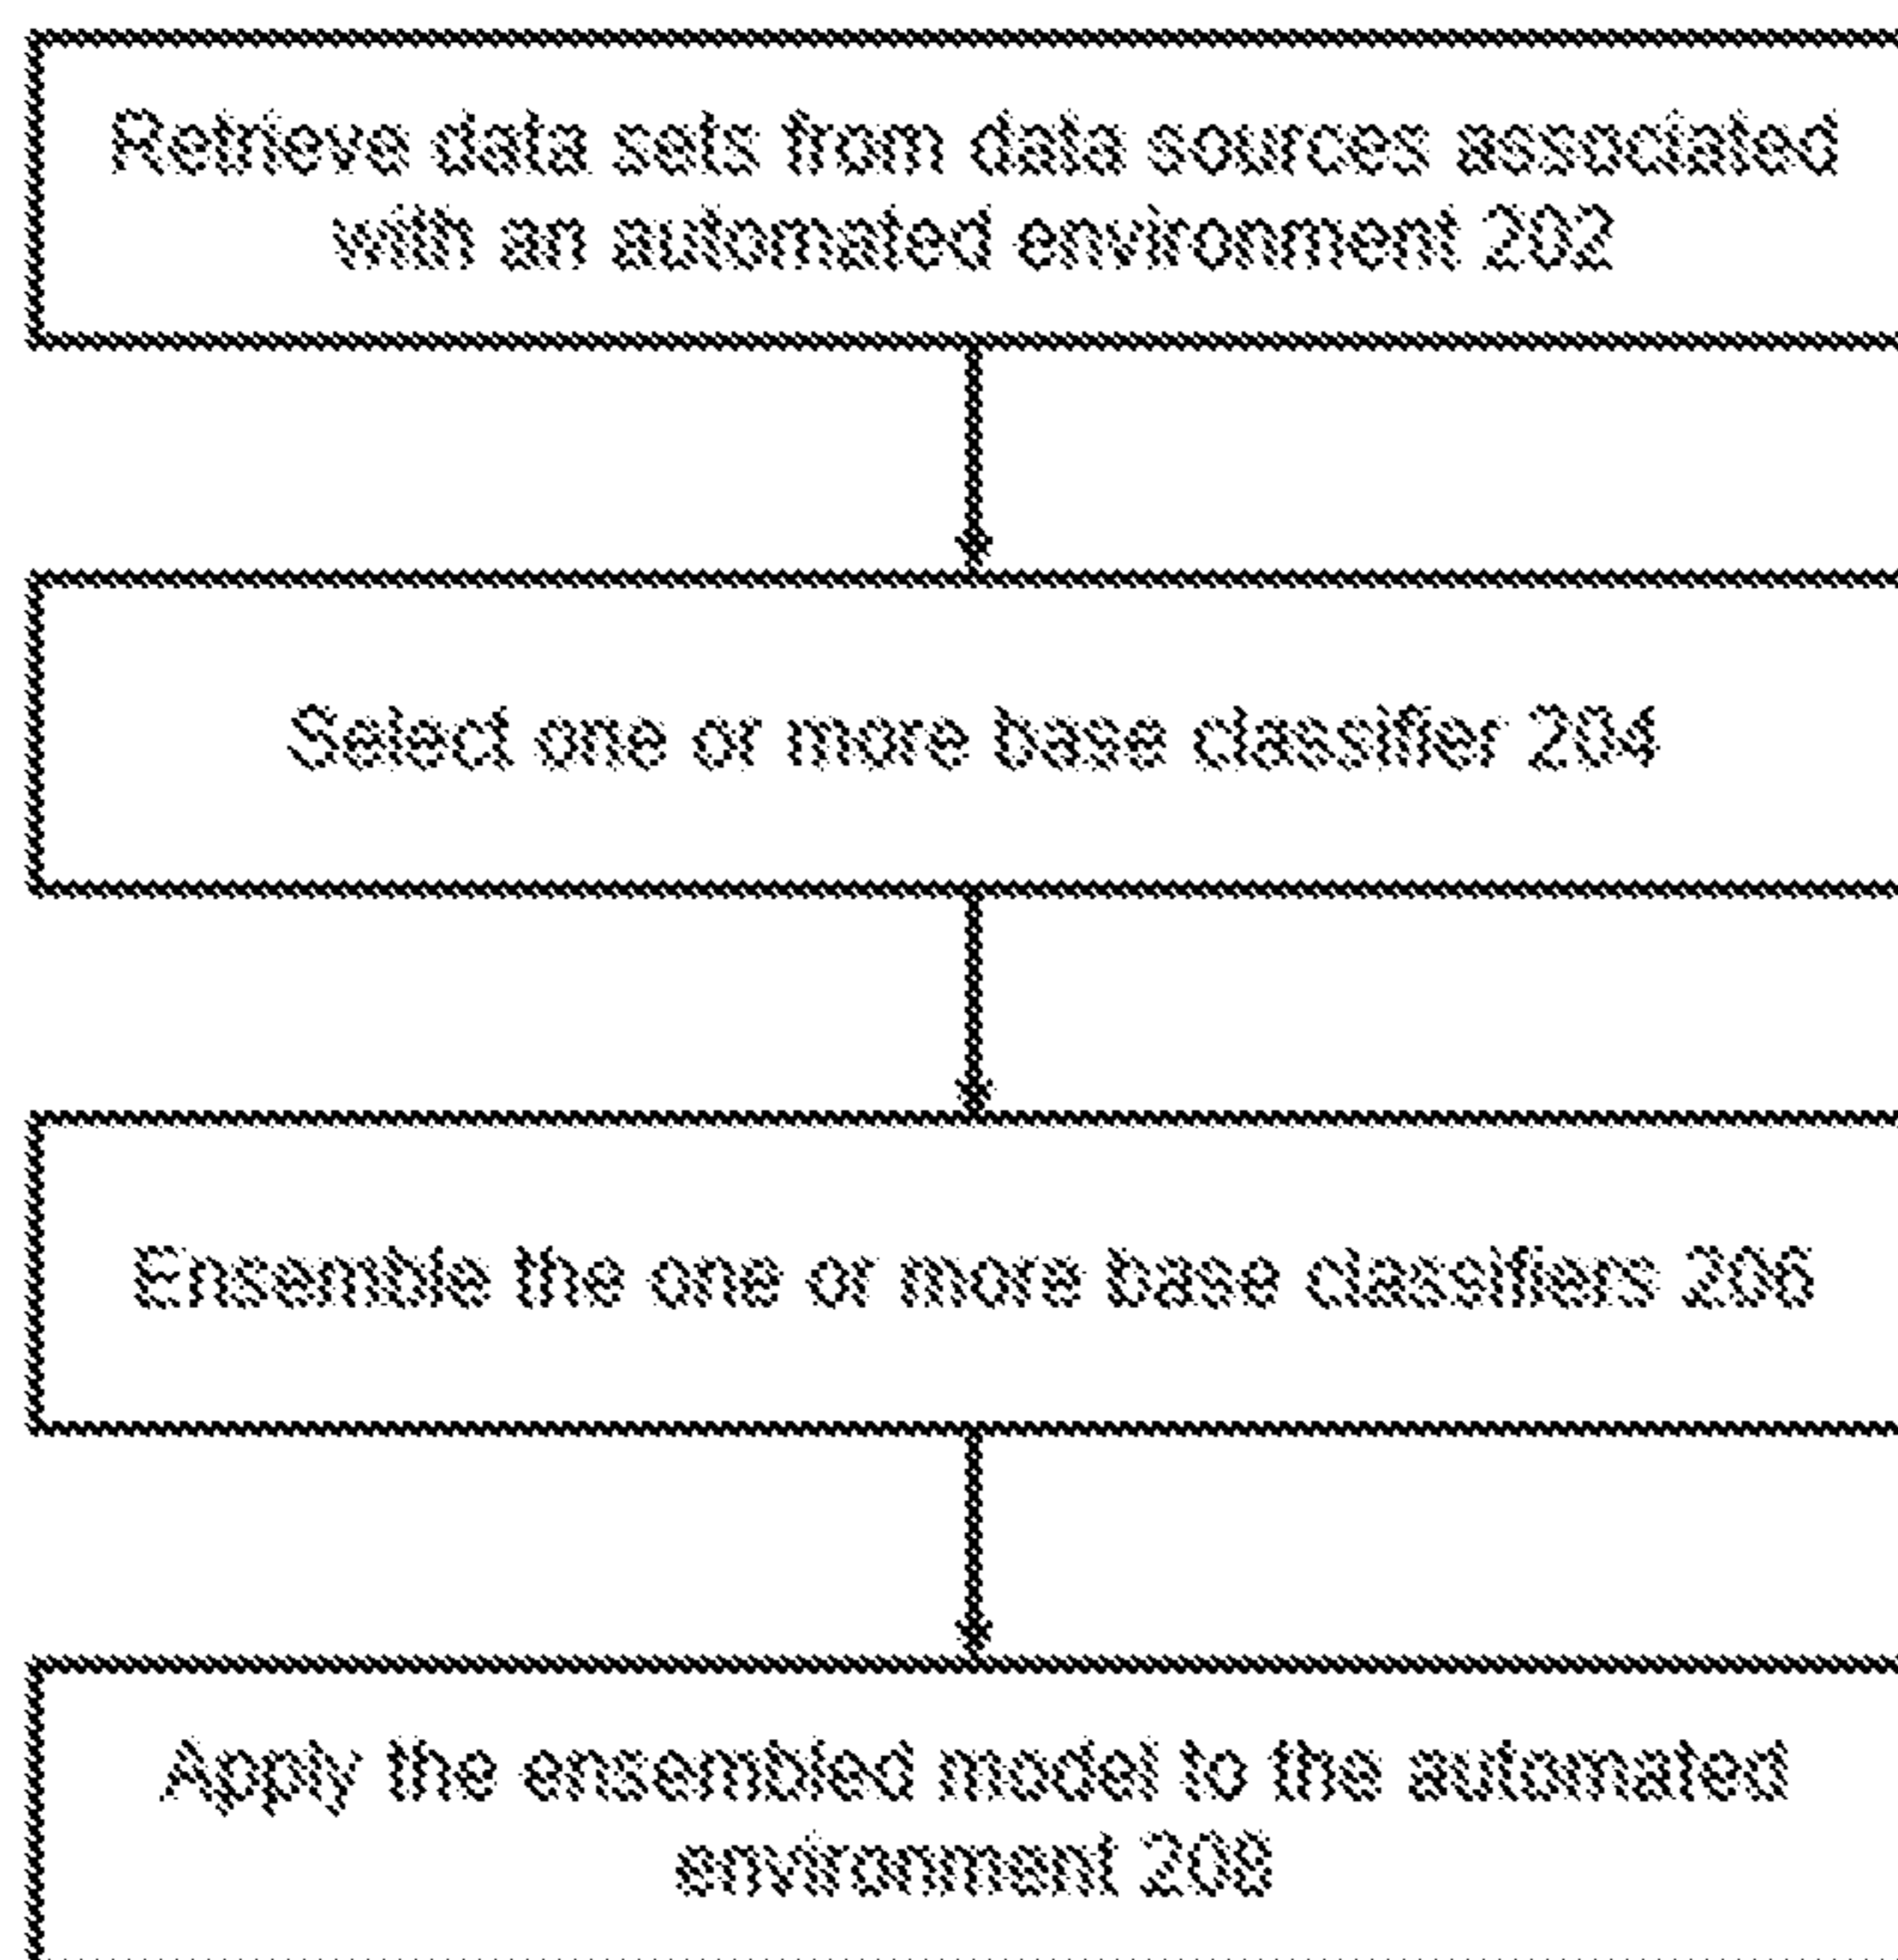 Retrieve data sets from data sources associated
with an automated environment 202
Select one or more base classifier 204
Ensemble the one or more base classifiers 206
Apply the ensembled model to the automated
environment 208